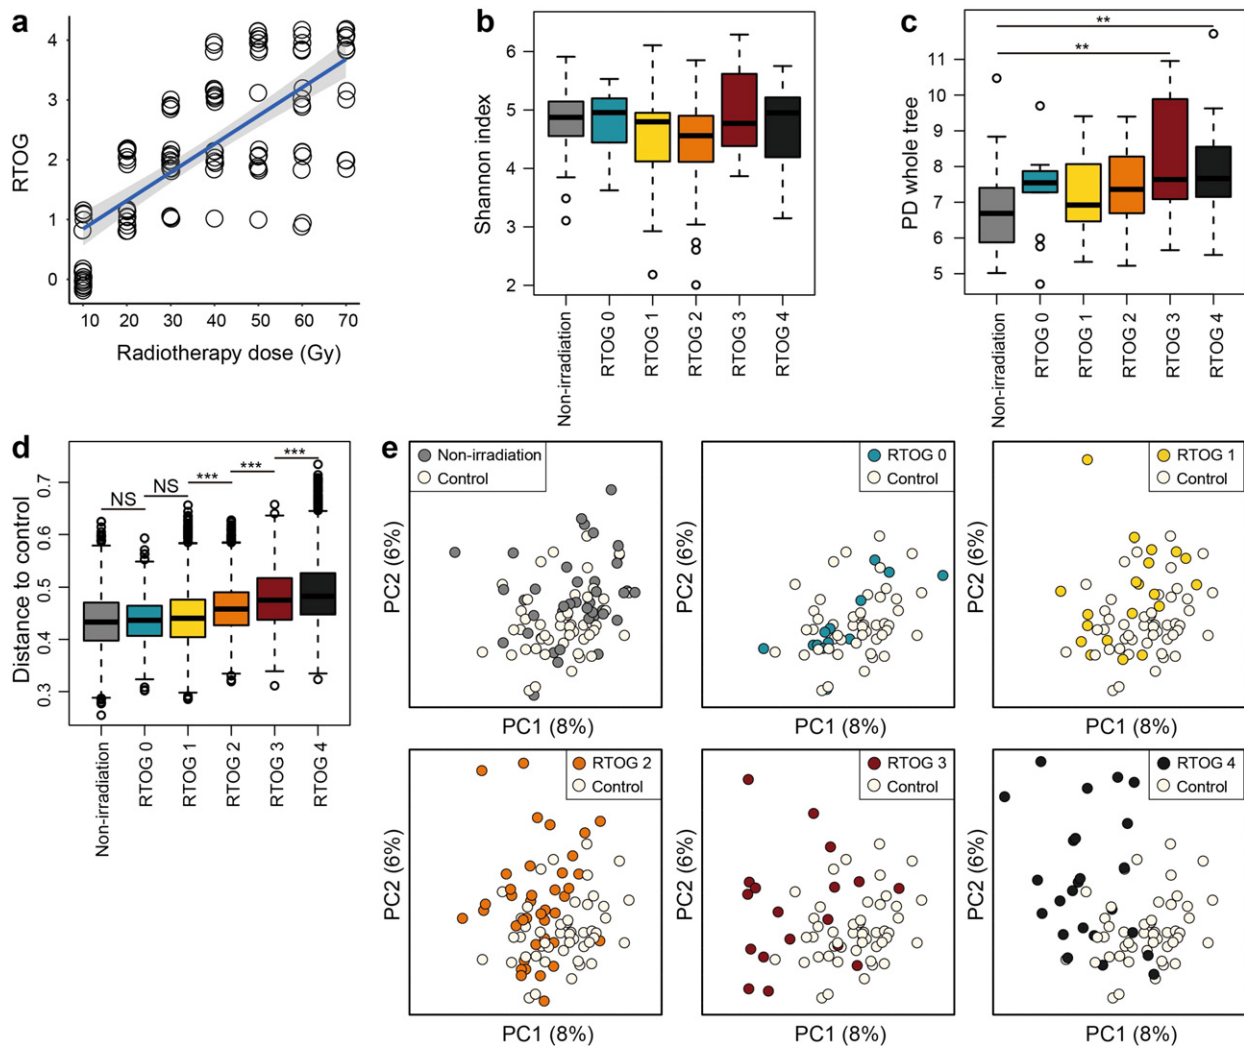 a
RTOG
4
3
2
1
0
10 20 30 40 50 60 70
Radiotherapy dose (Gy)
b
Shannon index
6
5
4
3
2
Non-irradiation
RTOG 0
RTOG 1
RTOG 2
RTOG 3
RTOG 4
c
PD whole tree
11
10
9
8
7
6
5
**
**
Non-irradiation
RTOG 0
RTOG 1
RTOG 2
RTOG 3
RTOG 4
d
Distance to control
0.7
0.6
0.5
0.4
0.3
NS
NS
***
***
***
Non-irradiation
RTOG 0
RTOG 1
RTOG 2
RTOG 3
RTOG 4
e
Non-irradiation
Control
PC2 (6%)
PC1 (8%)
RTOG 0
Control
PC2 (6%)
PC1 (8%)
RTOG 1
Control
PC2 (6%)
PC1 (8%)
RTOG 2
Control
PC2 (6%)
PC1 (8%)
RTOG 3
Control
PC2 (6%)
PC1 (8%)
RTOG 4
Control
PC2 (6%)
PC1 (8%)